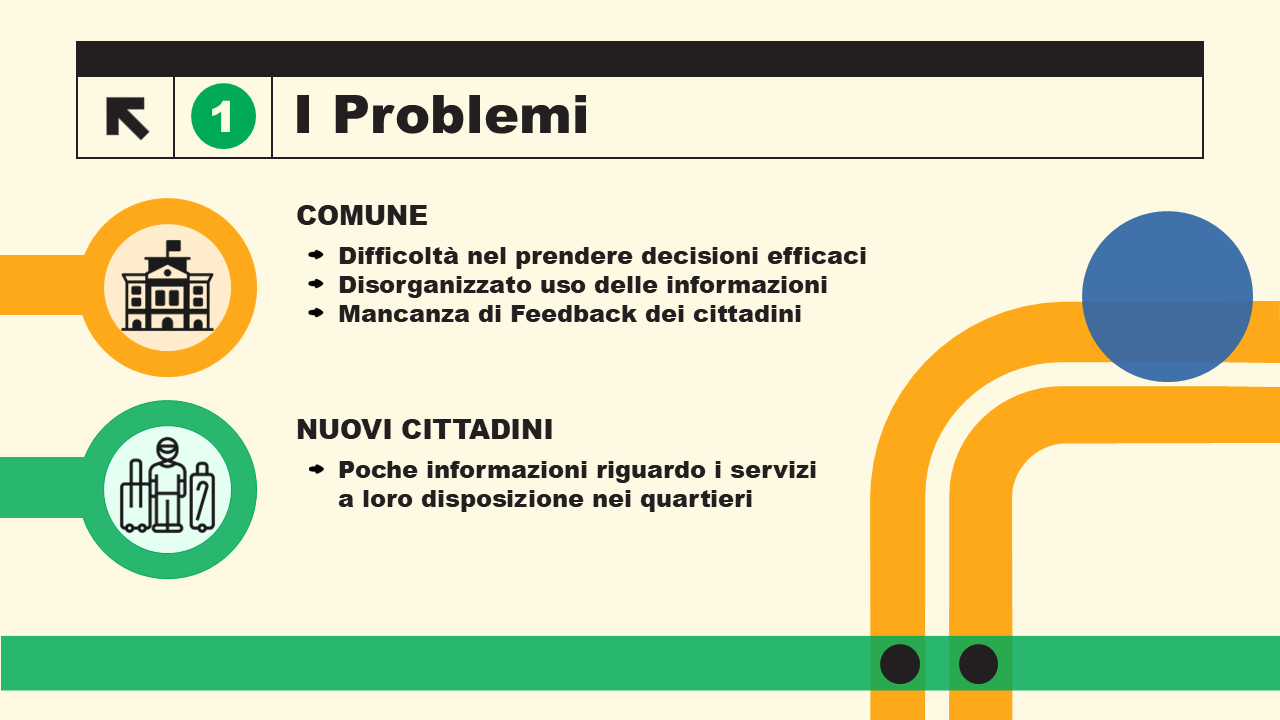 1
I Problemi
COMUNE
Difficoltà nel prendere decisioni efficaci
Disorganizzato uso delle informazioni
Mancanza di Feedback dei cittadini
NUOVI CITTADINI
Poche informazioni riguardo i servizi
a loro disposizione nei quartieri